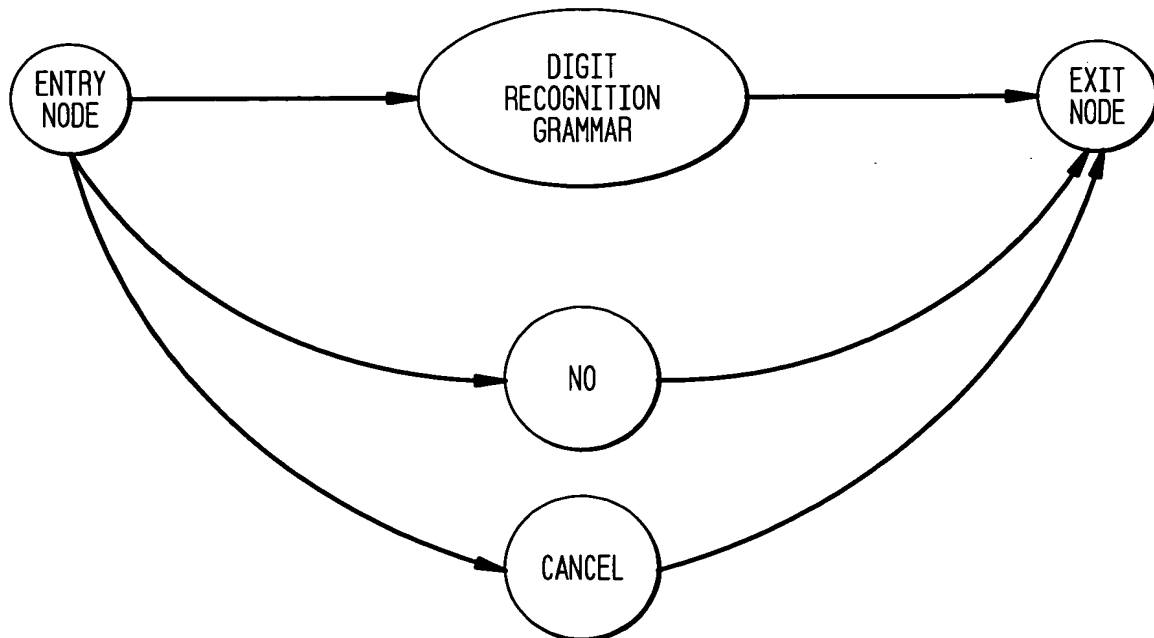 ENTRY
NODE
DIGIT
RECOGNITION
GRAMMAR
EXIT
NODE
NO
CANCEL